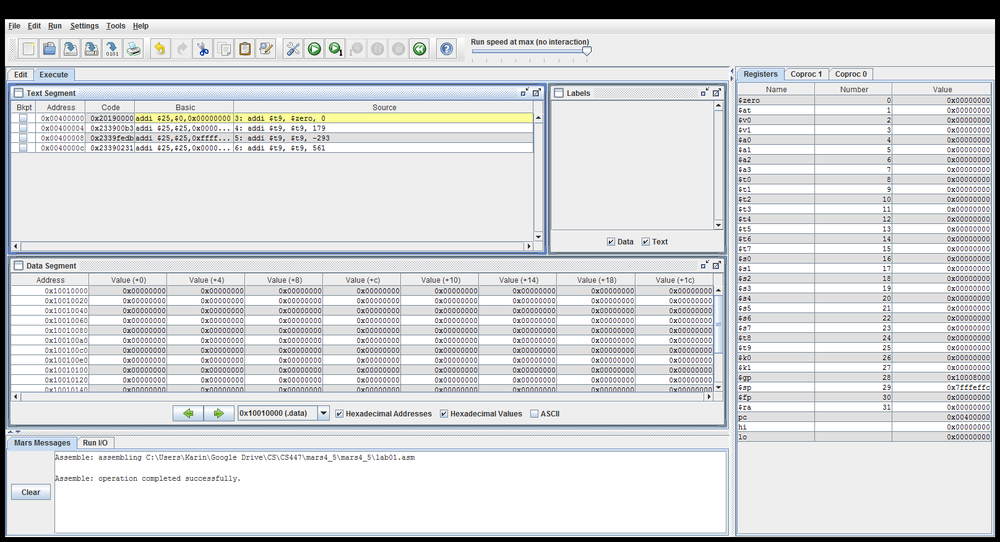 File Edit Run Settings Tools Help
Run speed at max (no interaction)
0101
1
Edit Execute
Text Segment
Bkpt Address Code Basic Source
0x00400000 0x20190000 addi $25,$0,0x00000000 3: addi $t9, $zero, 0
0x00400004 0x233900b3 addi $25,$25,0x0000... 4: addi $t9, $t9, 179
0x00400008 0x2339fedb addi $25,$25,0xffff... 5: addi $t9, $t9, -293
0x0040000c 0x23390231 addi $25,$25,0x0000... 6: addi $t9, $t9, 561
Labels
Data Text
Data Segment
Address Value (+0) Value (+4) Value (+8) Value (+c) Value (+10) Value (+14) Value (+18) Value (+1c)
0x10010000 0x00000000 0x00000000 0x00000000 0x00000000 0x00000000 0x00000000 0x00000000 0x00000000
0x10010020 0x00000000 0x00000000 0x00000000 0x00000000 0x00000000 0x00000000 0x00000000 0x00000000
0x10010040 0x00000000 0x00000000 0x00000000 0x00000000 0x00000000 0x00000000 0x00000000 0x00000000
0x10010060 0x00000000 0x00000000 0x00000000 0x00000000 0x00000000 0x00000000 0x00000000 0x00000000
0x10010080 0x00000000 0x00000000 0x00000000 0x00000000 0x00000000 0x00000000 0x00000000 0x00000000
0x100100a0 0x00000000 0x00000000 0x00000000 0x00000000 0x00000000 0x00000000 0x00000000 0x00000000
0x100100c0 0x00000000 0x00000000 0x00000000 0x00000000 0x00000000 0x00000000 0x00000000 0x00000000
0x100100e0 0x00000000 0x00000000 0x00000000 0x00000000 0x00000000 0x00000000 0x00000000 0x00000000
0x10010100 0x00000000 0x00000000 0x00000000 0x00000000 0x00000000 0x00000000 0x00000000 0x00000000
0x10010120 0x00000000 0x00000000 0x00000000 0x00000000 0x00000000 0x00000000 0x00000000 0x00000000
0x10010140 0x00000000 0x00000000 0x00000000 0x00000000 0x00000000 0x00000000 0x00000000 0x00000000
0x10010000 (.data) Hexadecimal Addresses Hexadecimal Values ASCII
Mars Messages Run I/O
Assemble: assembling C:\Users\Karin\Google Drive\CS\CS447\mars4_5\mars4_5\lab01.asm
Assemble: operation completed successfully.
Clear
Registers Coproc 1 Coproc 0
Name Number Value
$zero 0 0x00000000
$at 1 0x00000000
$v0 2 0x00000000
$v1 3 0x00000000
$a0 4 0x00000000
$a1 5 0x00000000
$a2 6 0x00000000
$a3 7 0x00000000
$t0 8 0x00000000
$t1 9 0x00000000
$t2 10 0x00000000
$t3 11 0x00000000
$t4 12 0x00000000
$t5 13 0x00000000
$t6 14 0x00000000
$t7 15 0x00000000
$s0 16 0x00000000
$s1 17 0x00000000
$s2 18 0x00000000
$s3 19 0x00000000
$s4 20 0x00000000
$s5 21 0x00000000
$s6 22 0x00000000
$s7 23 0x00000000
$t8 24 0x00000000
$t9 25 0x00000000
$k0 26 0x00000000
$k1 27 0x00000000
$gp 28 0x10008000
$sp 29 0x7fffeffc
$fp 30 0x00000000
$ra 31 0x00000000
pc 0x00400000
hi 0x00000000
lo 0x00000000